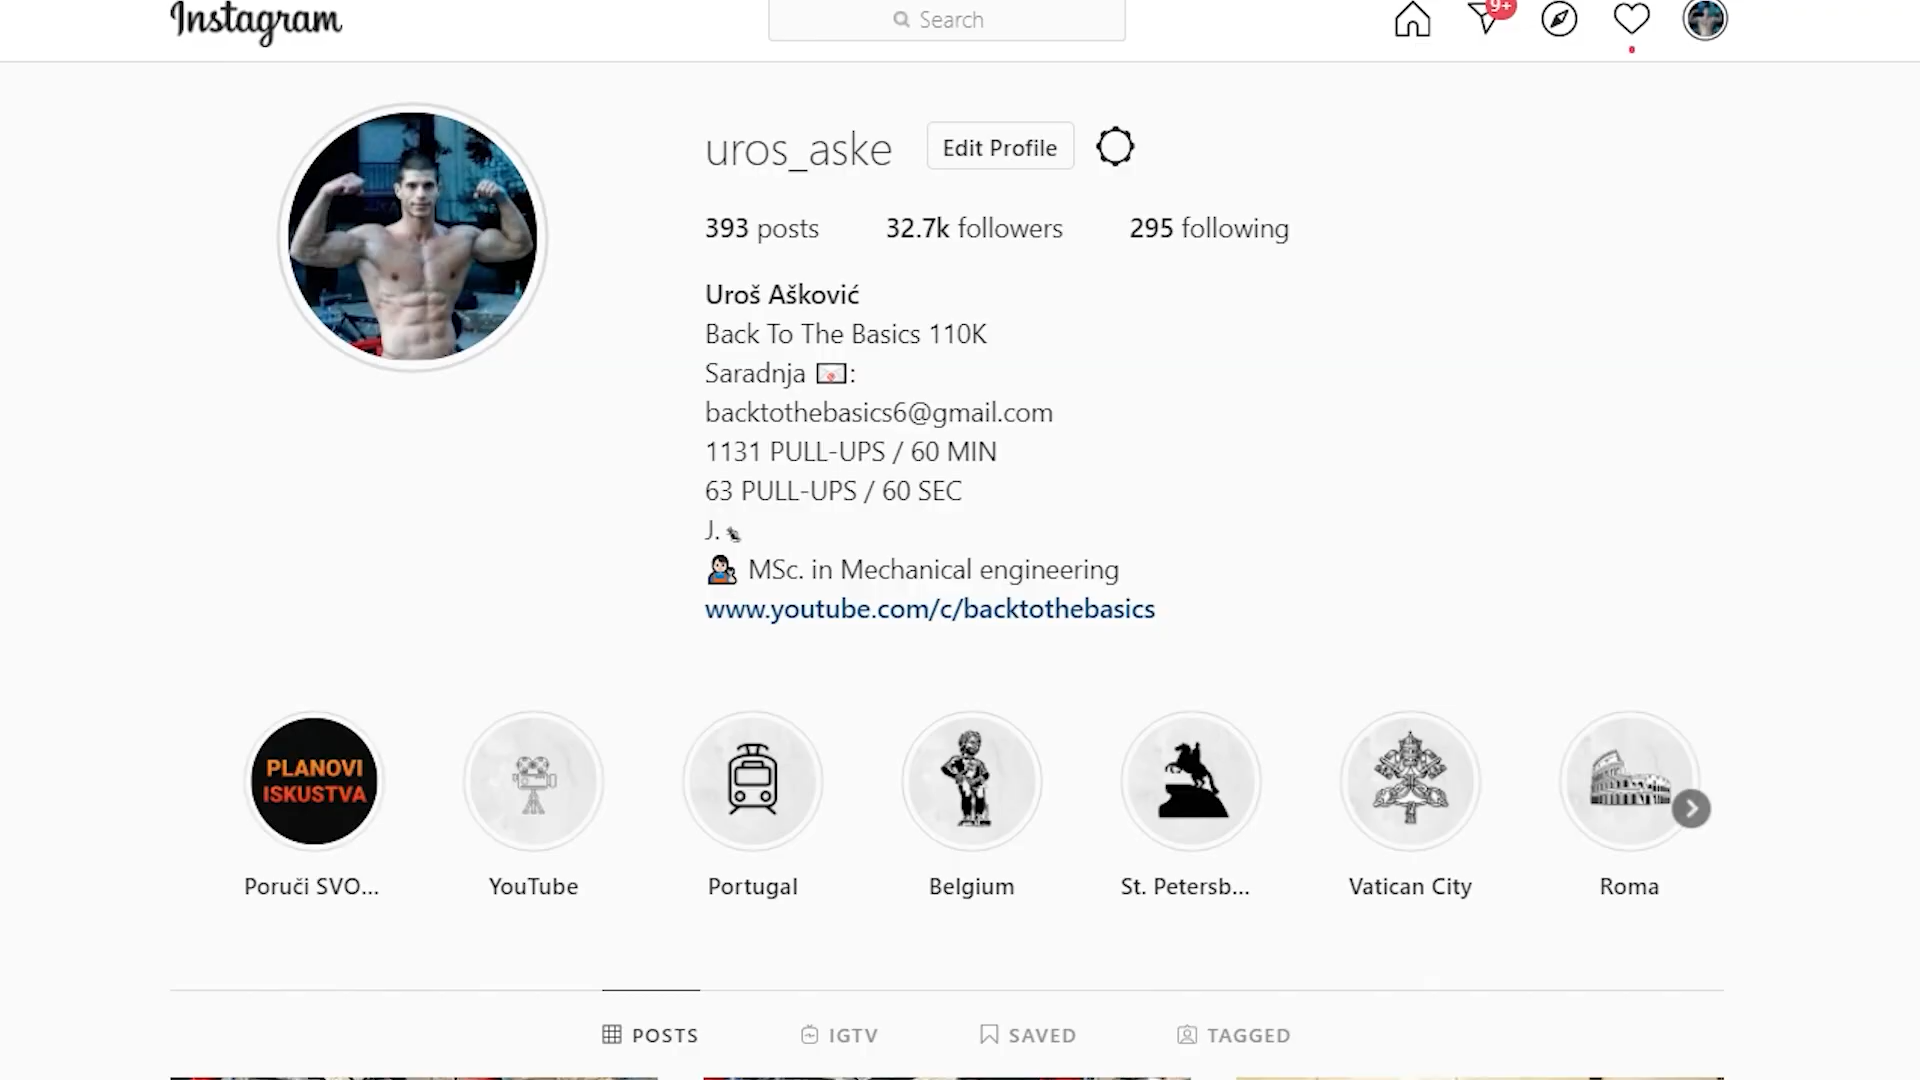 Instagram
Search
9+
uros_aske
Edit Profile
393 posts
32.7k followers
295 following
Uroš Ašković
Back To The Basics 110K
Saradnja 💌:
backtothebasics6@gmail.com
1131 PULL-UPS / 60 MIN
63 PULL-UPS / 60 SEC
J.
MSc. in Mechanical engineering
www.youtube.com/c/backtothebasics
PLANOVI
ISKUSTVA
Poruči SVO...
YouTube
Portugal
Belgium
St. Petersb...
Vatican City
Roma
POSTS
IGTV
SAVED
TAGGED